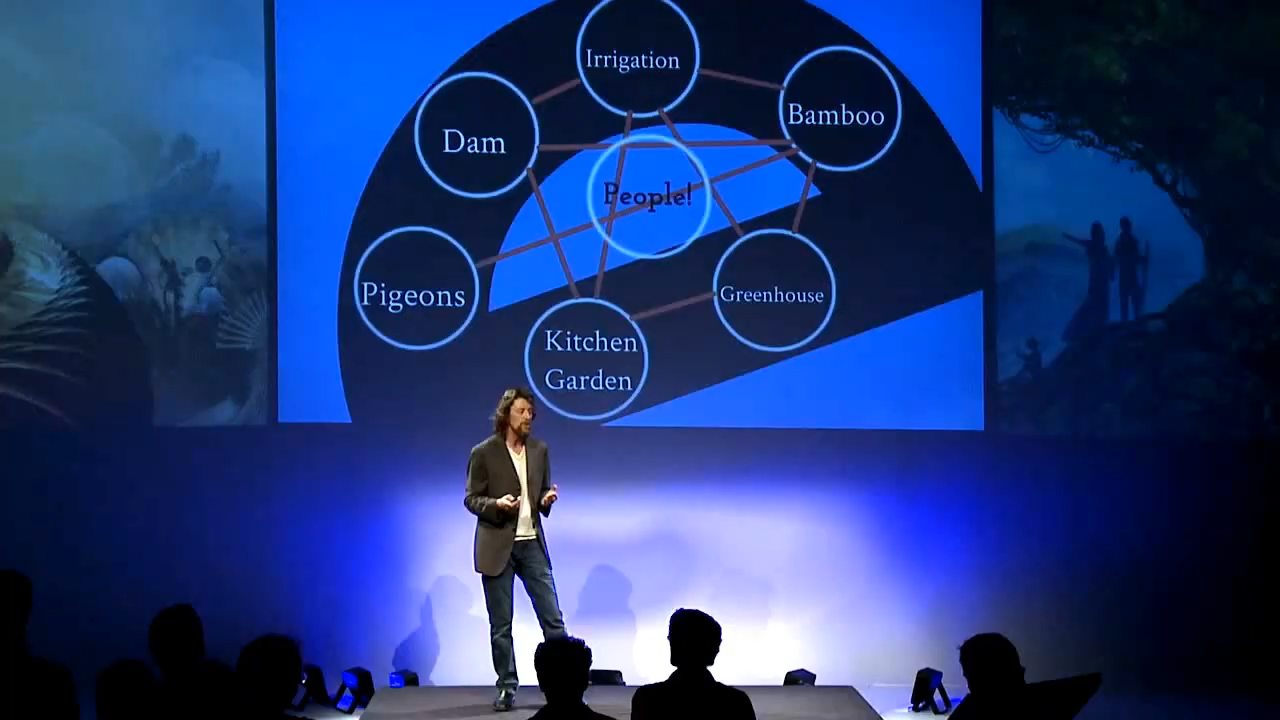 Irrigation
Bamboo
Dam
People!
Pigeons
Greenhouse
Kitchen
Garden